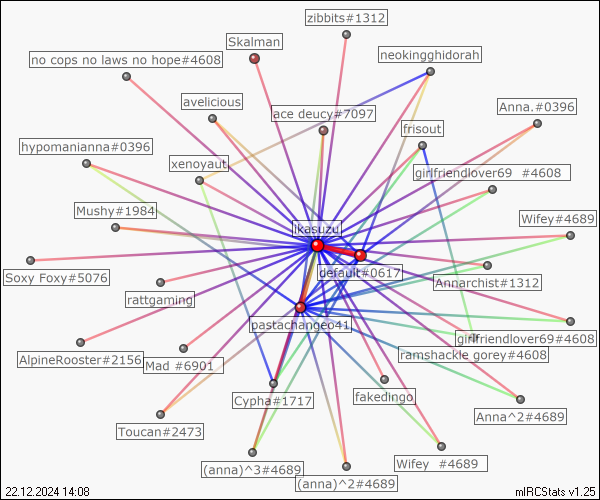 zibbits#1312
Skalman
neokingghidorah
no cops no laws no hope#4608
avelicious
Anna.#0396
ace deucy#7097
frisout
hypomanianna#0396
xenoyaut
girlfriendlover69 #4608
Mushy#1984
Wifey#4689
Ikasuzu
default#0617
Soxy Foxy#5076
Annarchist#1312
rattgaming
pastachangeo41
girlfriendlover69#4608
ramshackle gorey#4608
AlpineRooster#2156
Mad #6901
fakedingo
Cypha#1717
Anna^2#4689
Toucan#2473
(anna)^3#4689
Wifey #4689
(anna)^2#4689
22.12.2024 14:08
mIRCStats v1.25